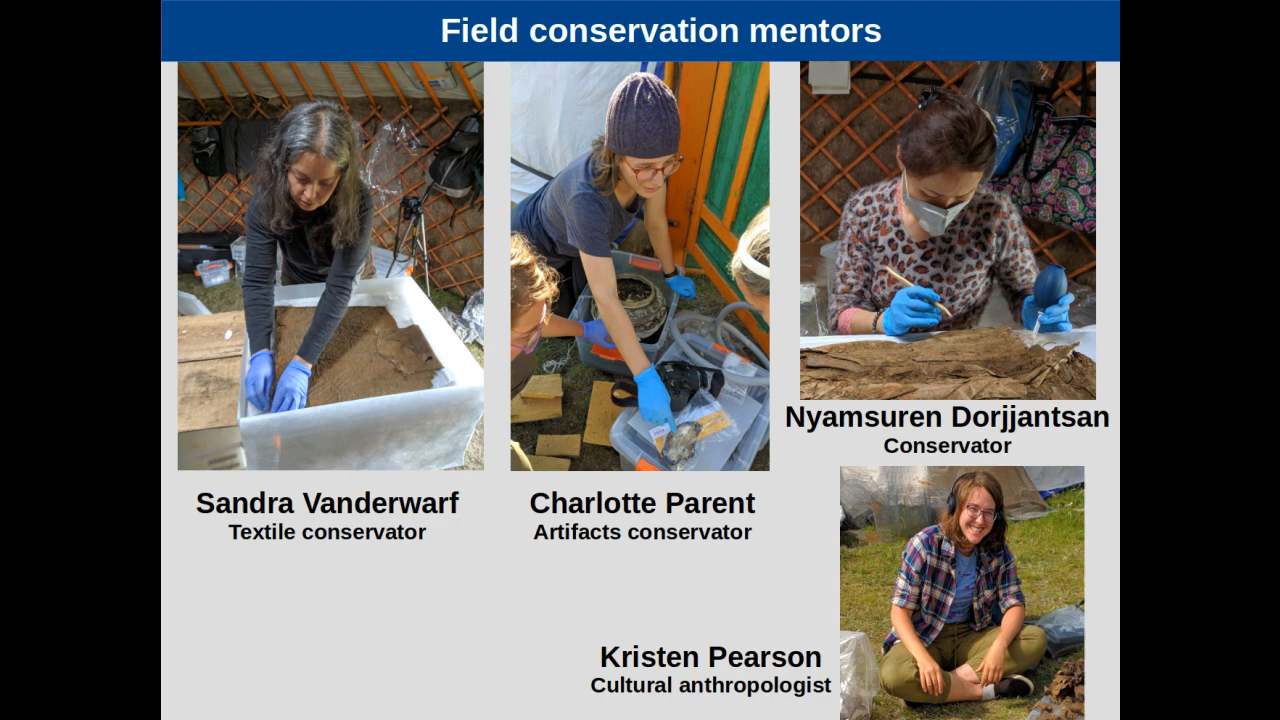 Field conservation mentors
Sandra Vanderwarf
Textile conservator
Charlotte Parent
Artifacts conservator
Nyamsuren Dorjjantsan
Conservator
Kristen Pearson
Cultural anthropologist